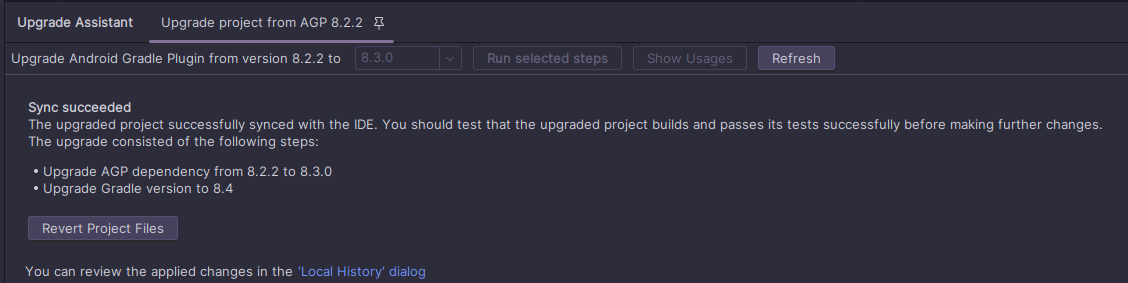 Upgrade Assistant Upgrade project from AGP 8.2.2
Upgrade Android Gradle Plugin from version 8.2.2 to 8.3.0 Run selected steps Show Usages Refresh
Sync succeeded
The upgraded project successfully synced with the IDE. You should test that the upgraded project builds and passes its tests successfully before making further changes.
The upgrade consisted of the following steps:
• Upgrade AGP dependency from 8.2.2 to 8.3.0
• Upgrade Gradle version to 8.4
Revert Project Files
You can review the applied changes in the 'Local History' dialog